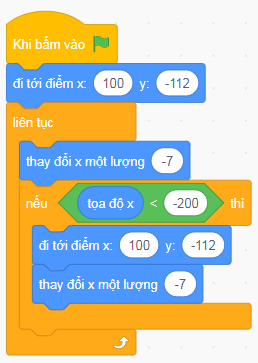 Khi bấm vào
đi tới điểm x: 100 y: -112
liên tục
thay đổi x một lượng -7
nếu tọa độ x < -200 thì
đi tới điểm x: 100 y: -112
thay đổi x một lượng -7